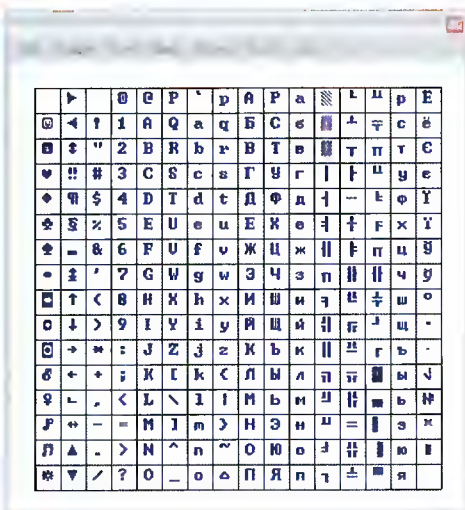 ► 0 @ P ` p А Р а ░ └ ╨ р Ё
☺ ◄ ! 1 A Q a q Б С б ▒ ┴ ╤ с ё
☻ ↕ " 2 B R b r В Т в ▓ ┬ ╥ т Є
♥ ‼ # 3 C S c s Г У г │ ├ ╙ у є
♦ ¶ $ 4 D T d t Д Ф д ┤ ─ ╘ ф Ї
♣ § % 5 E U e u Е Х е ╡ ┼ ╒ х ї
♠ ▬ & 6 F V f v Ж Ц ж ╢ ╞ ╓ ц Ў
• ↨ ' 7 G W g w З Ч з ╖ ╟ ╫ ч ў
◘ ↑ ( 8 H X h x И Ш и ╕ ╚ ╪ ш °
○ ↓ ) 9 I Y i y Й Щ й ╣ ╔ ┘ щ ∙
◙ → * : J Z j z К Ъ к ║ ╩ ┌ ъ ·
♂ ← + ; K [ k { Л Ы л ╗ ╦ █ ы √
♀ ∟ , < L \ l | М Ь м ╝ ╠ ▄ ь №
♪ ↔ - = M ] m } Н Э н ╜ ═ ▌ э ¤
♫ ▲ . > N ^ n ~ О Ю о ╛ ╬ ▐ ю ■
☼ ▼ / ? O _ o ⌂ П Я п ┐ ╧ ▀ я